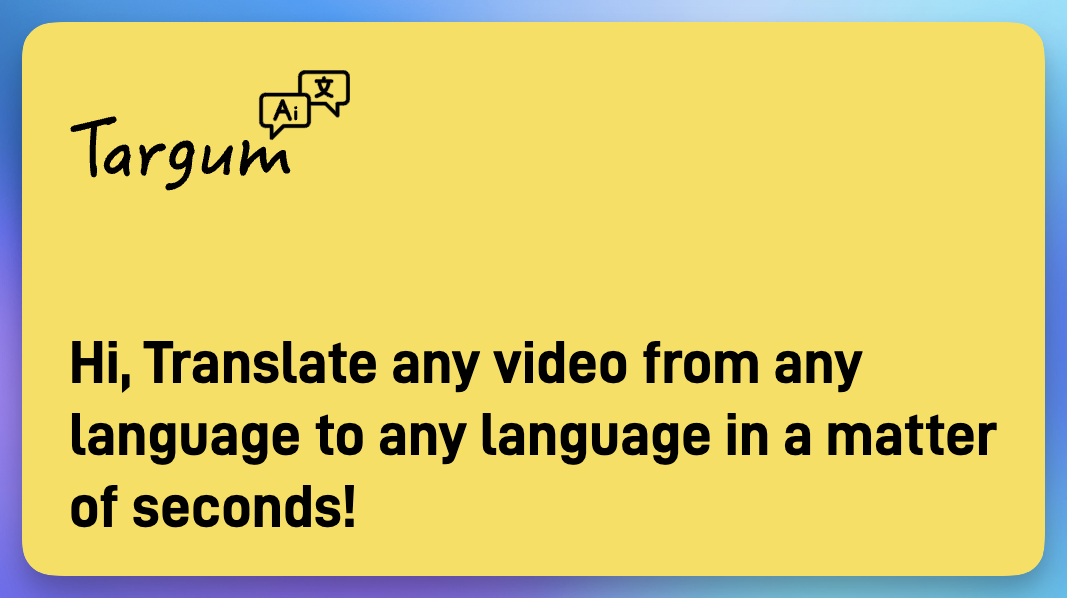 文
Ai
Targum
Hi, Translate any video from any
language to any language in a matter
of seconds!